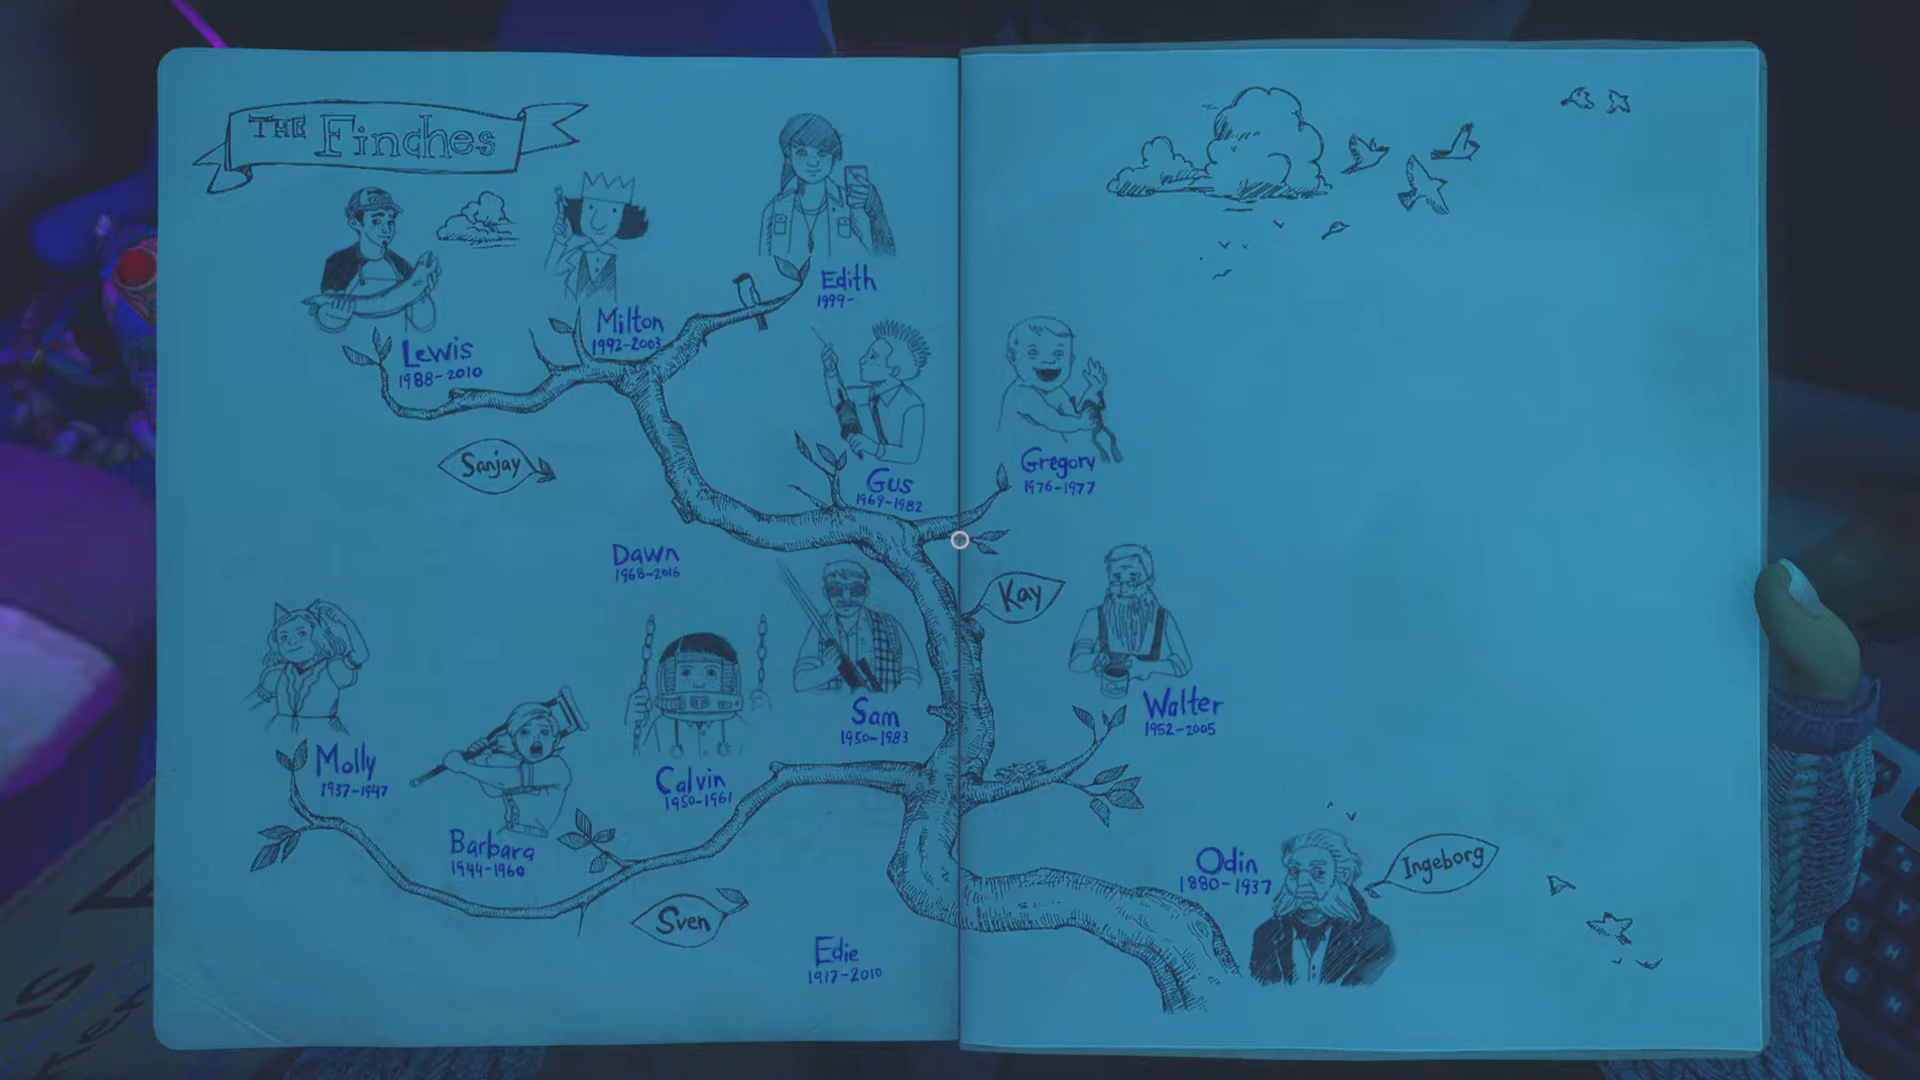 THE Finches
Edith
1999-
Milton
1992-2003
Lewis
1988-2010
Sanjay
Gus
1969-1982
Gregory
1976-1977
Dawn
1968-2016
Kay
Sam
1950-1983
Walter
1952-2005
Molly
1937-1947
Calvin
1950-1961
Barbara
1944-1960
Odin
1880-1937
Ingeborg
Sven
Edie
1917-2010